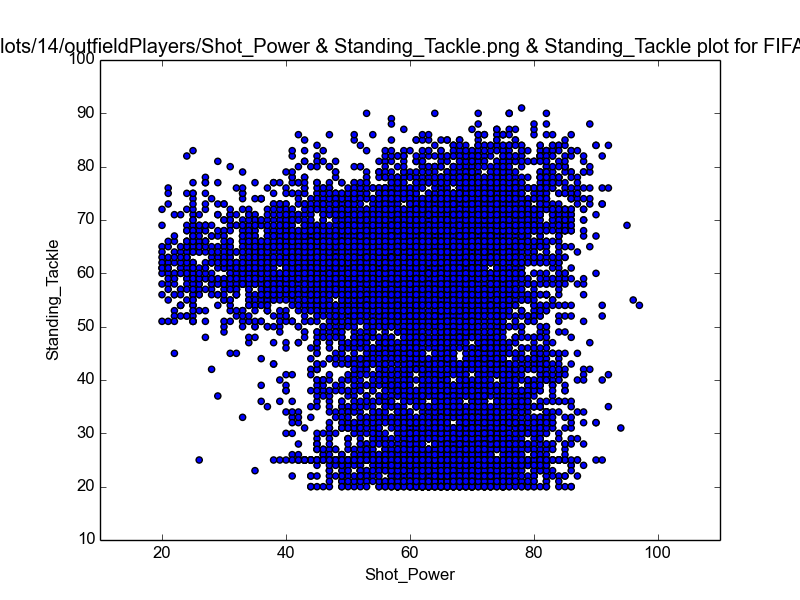 lots/14/outfieldPlayers/Shot_Power & Standing_Tackle.png & Standing_Tackle plot for FIFA
100
90
80
70
60
50
40
30
20
10
Standing_Tackle
20 40 60 80 100
Shot_Power